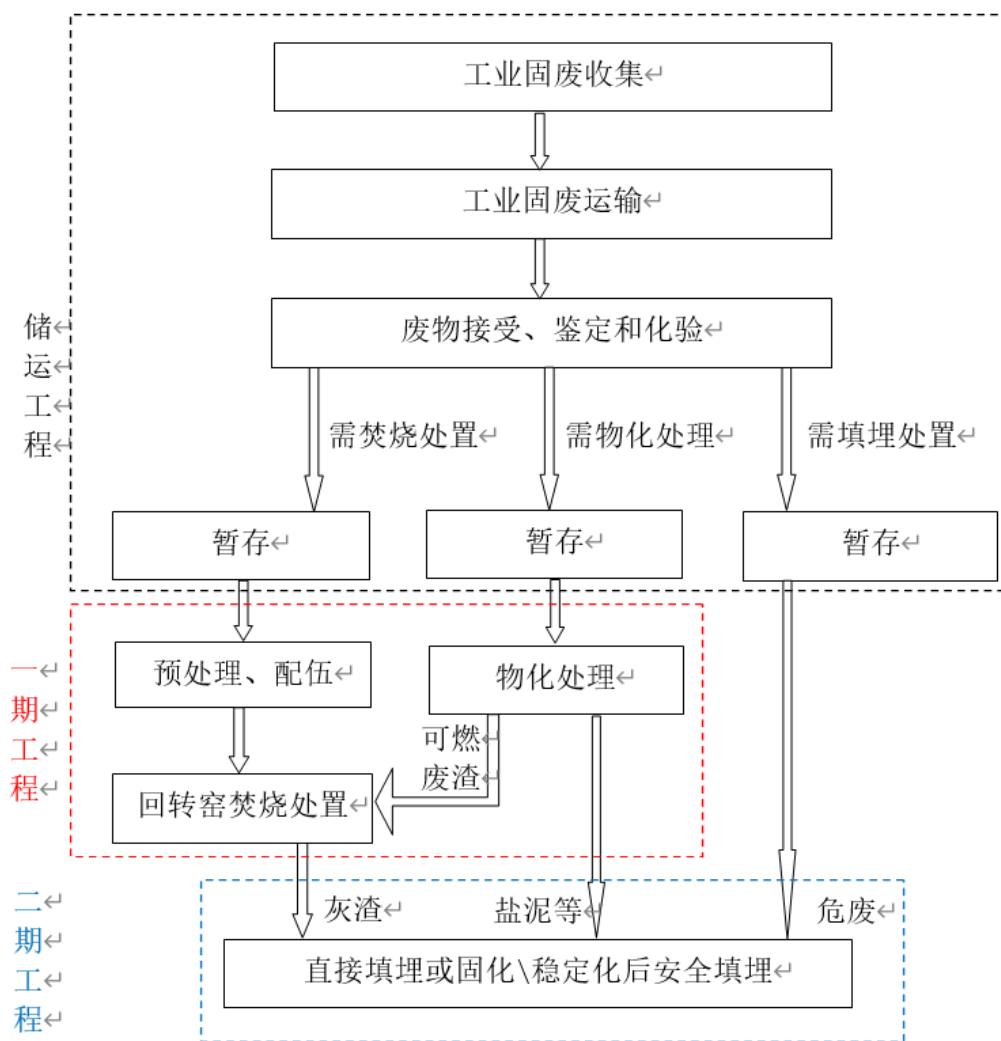 工业固废收集↵
工业固废运输↵
废物接受、鉴定和化验↵
储↵
运↵
工↵
程↵
需焚烧处置↵
需物化处理↵
需填埋处置↵
暂存↵
暂存↵
暂存↵
一↵
期↵
工↵
程↵
预处理、配伍↵
物化处理↵
可燃↵
废渣↵
回转窑焚烧处置↵
二↵
期↵
工↵
程↵
灰渣↵
盐泥等↵
危废↵
直接填埋或固化\稳定化后安全填埋↵